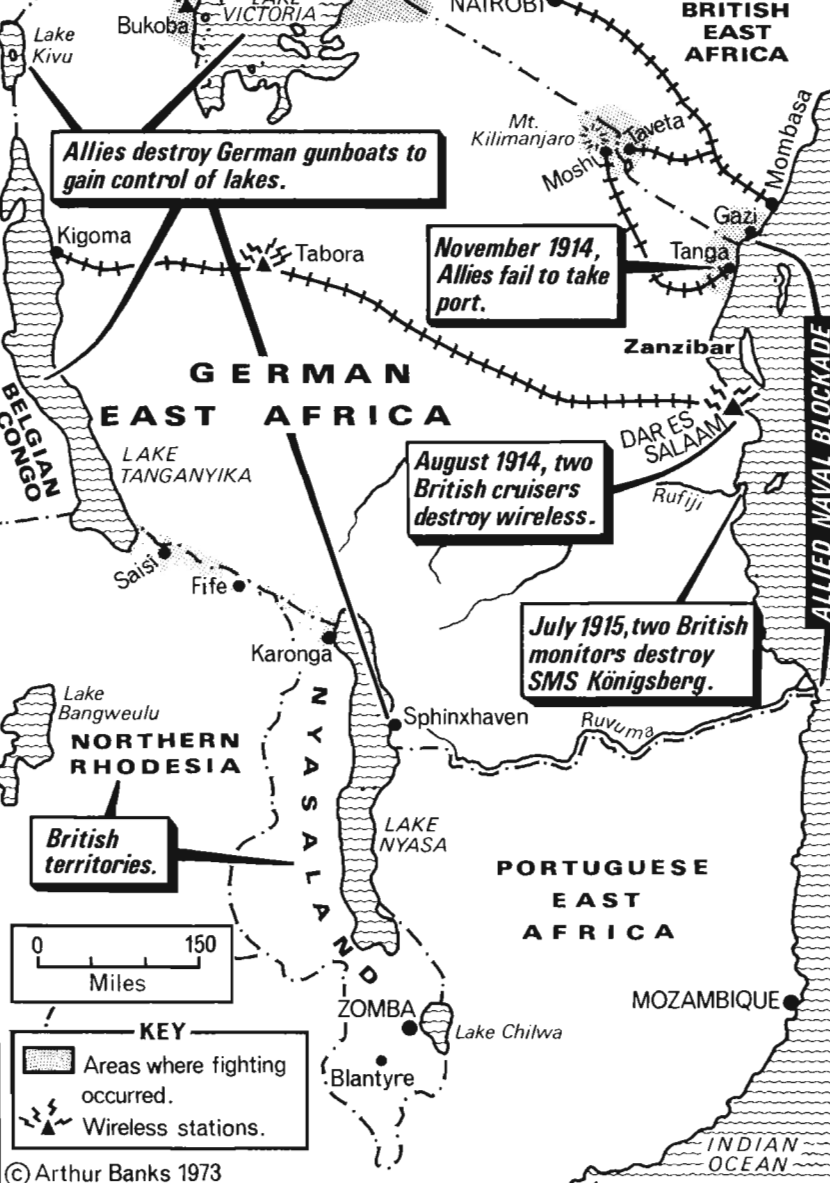 NAIROBI
BRITISH
EAST
AFRICA
LAKE
VICTORIA
Bukoba
Lake
Kivu
Mt.
Kilimanjaro
Taveta
Moshi
Mombasa
Allies destroy German gunboats to
gain control of lakes.
Gazi
Kigoma
Tabora
November 1914,
Allies fail to take
port.
Tanga
Zanzibar
GERMAN
EAST AFRICA
BELGIAN
CONGO
LAKE
TANGANYIKA
DAR ES
SALAAM
ALLIED NAVAL BLOCKADE
August 1914, two
British cruisers
destroy wireless.
Rufiji
Saisi
Fife
Karonga
July 1915, two British
monitors destroy
SMS Königsberg.
Lake
Bangweulu
Sphinxhaven
Ruvuma
NORTHERN
RHODESIA
NYASALAND
British
territories.
LAKE
NYASA
PORTUGUESE
EAST
AFRICA
0 150
Miles
ZOMBA
Lake Chilwa
MOZAMBIQUE
Blantyre
KEY
Areas where fighting
occurred.
Wireless stations.
INDIAN
OCEAN
© Arthur Banks 1973